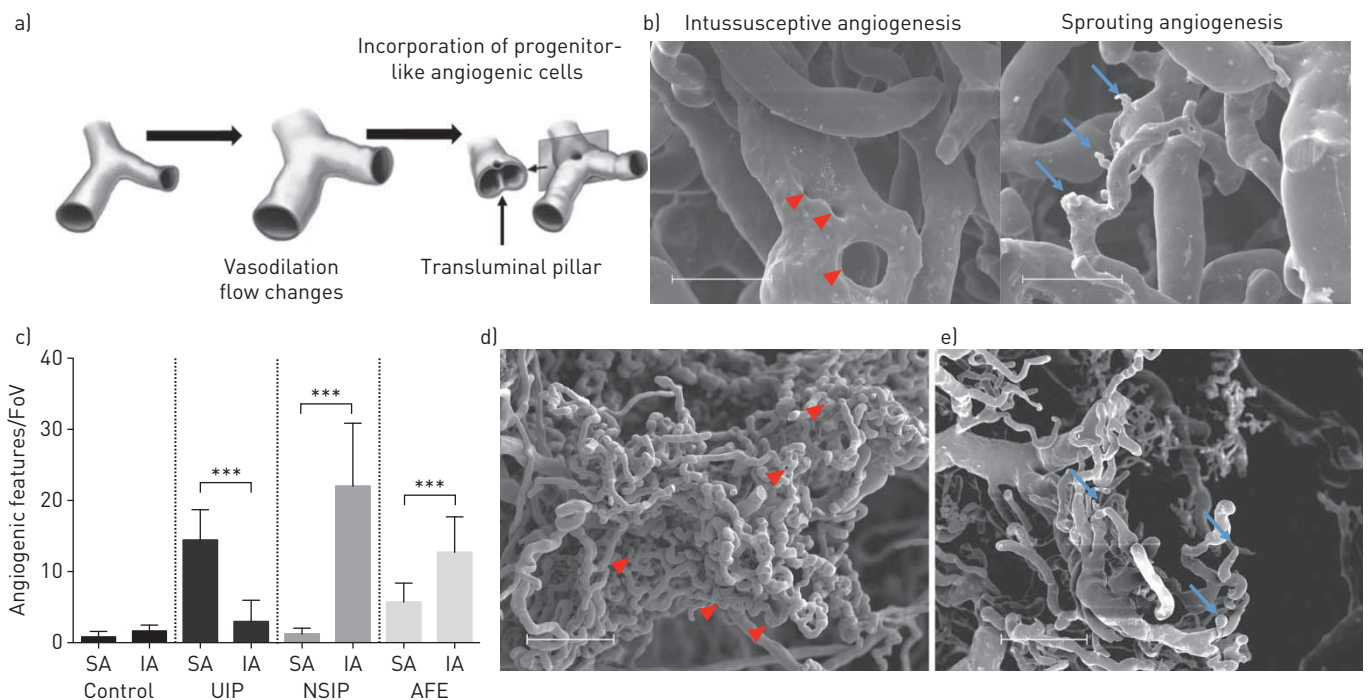 a)
Incorporation of progenitor-
like angiogenic cells
Vasodilation
flow changes
Transluminal pillar
b)
Intussusceptive angiogenesis
Sprouting angiogenesis
c)
Angiogenic features/FoV
40
30
20
10
0
***
***
***
SA IA SA IA SA IA SA IA
Control UIP NSIP AFE
d)
e)